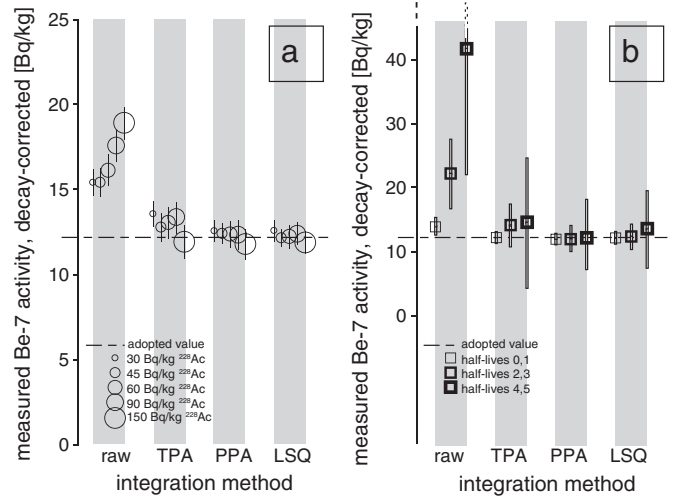 measured Be-7 activity, decay-corrected [Bq/kg]
25
20
15
10
5
0
a
adopted value
30 Bq/kg ²²⁸Ac
45 Bq/kg ²²⁸Ac
60 Bq/kg ²²⁸Ac
90 Bq/kg ²²⁸Ac
150 Bq/kg ²²⁸Ac
raw TPA PPA LSQ
integration method
measured Be-7 activity, decay-corrected [Bq/kg]
40
30
20
10
0
b
adopted value
half-lives 0,1
half-lives 2,3
half-lives 4,5
raw TPA PPA LSQ
integration method